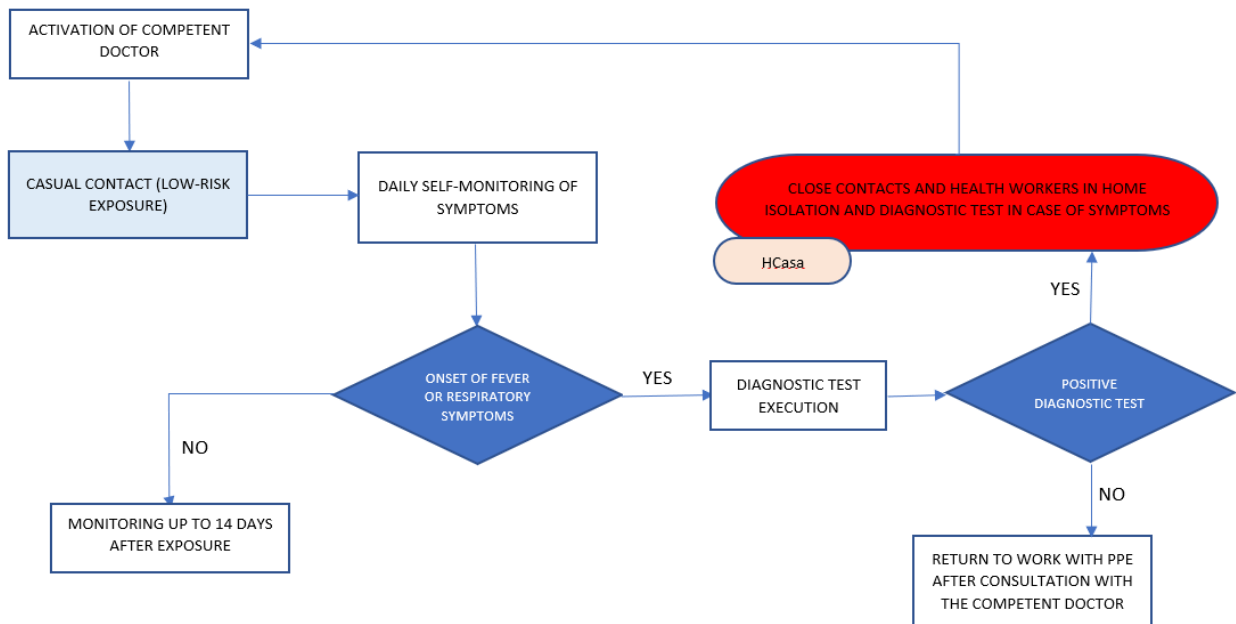 ACTIVATION OF COMPETENT
DOCTOR
CASUAL CONTACT (LOW-RISK
EXPOSURE)
DAILY SELF-MONITORING OF
SYMPTOMS
CLOSE CONTACTS AND HEALTH WORKERS IN HOME
ISOLATION AND DIAGNOSTIC TEST IN CASE OF SYMPTOMS
HCasa
YES
ONSET OF FEVER
OR RESPIRATORY
SYMPTOMS
YES
DIAGNOSTIC TEST
EXECUTION
POSITIVE
DIAGNOSTIC TEST
NO
MONITORING UP TO 14 DAYS
AFTER EXPOSURE
NO
RETURN TO WORK WITH PPE
AFTER CONSULTATION WITH
THE COMPETENT DOCTOR